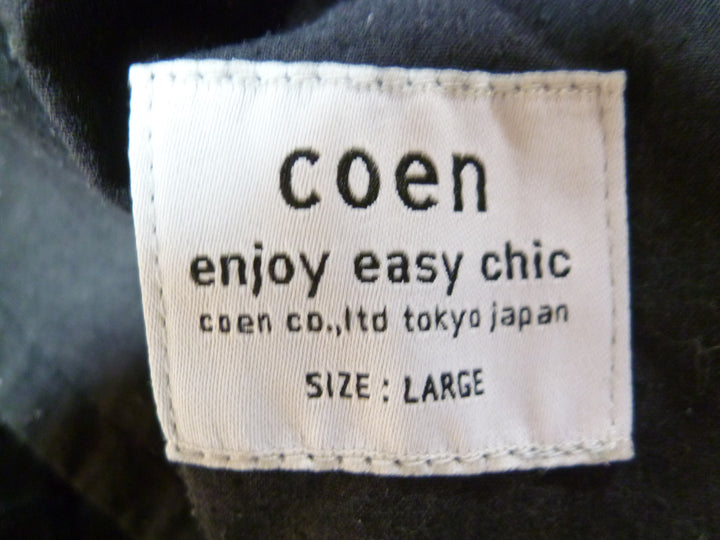 coen
enjoy easy chic
coen co.,ltd tokyo japan
SIZE : LARGE